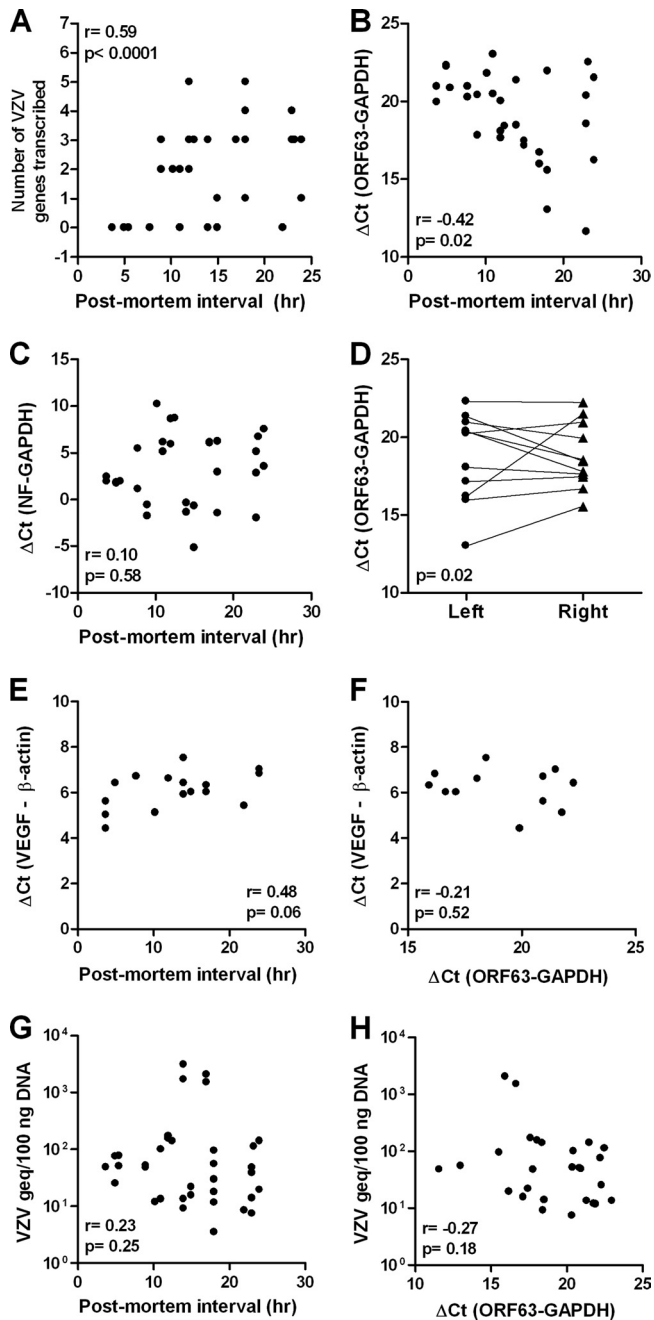 A
r= 0.59
p< 0.0001
7
6
5
4
3
2
1
0
-1
Number of VZV
genes transcribed
0 5 10 15 20 25
Post-mortem interval (hr)
B
25
20
15
10
ΔCt (ORF63-GAPDH)
r= -0.42
p= 0.02
0 10 20 30
Post-mortem interval (hr)
C
15
10
5
0
-5
-10
ΔCt (NF-GAPDH)
r= 0.10
p= 0.58
0 10 20 30
Post-mortem interval (hr)
D
25
20
15
10
ΔCt (ORF63-GAPDH)
p= 0.02
Left Right
E
10
8
6
4
2
0
ΔCt (VEGF - β-actin)
r= 0.48
p= 0.06
0 10 20 30
Post-mortem interval (hr)
F
10
8
6
4
2
0
ΔCt (VEGF - β-actin)
r= -0.21
p= 0.52
15 20 25
ΔCt (ORF63-GAPDH)
G
10⁴
10³
10²
10¹
10⁰
VZV geq/100 ng DNA
r= 0.23
p= 0.25
0 10 20 30
Post-mortem interval (hr)
H
10⁴
10³
10²
10¹
10⁰
VZV geq/100 ng DNA
r= -0.27
p= 0.18
10 15 20 25
ΔCt (ORF63-GAPDH)